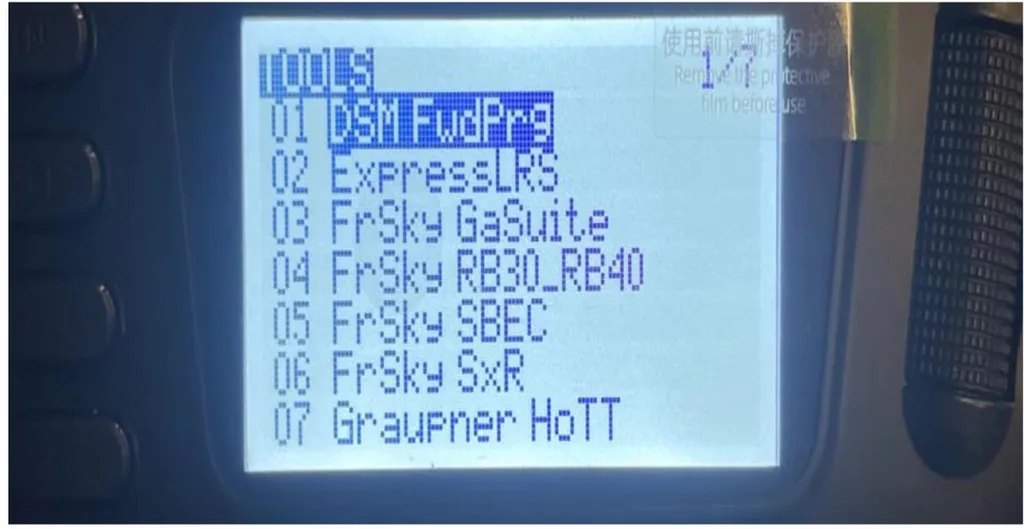 TOOLS 1/7
使用前请撕掉保护膜
Remove the protective
film before use
01 DSM FwdPrg
02 ExpressLRS
03 FrSky GaSuite
04 FrSky RB30_RB40
05 FrSky SBEC
06 FrSky SxR
07 Graupner HoTT